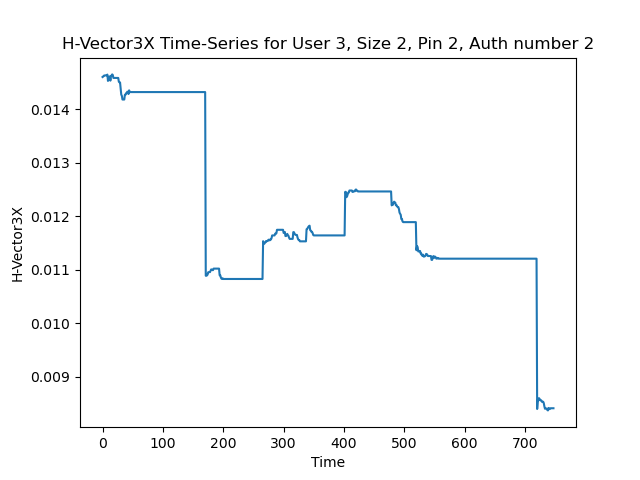 H-Vector3X Time-Series for User 3, Size 2, Pin 2, Auth number 2
0.014
0.013
0.012
0.011
0.010
0.009
H-Vector3X
0 100 200 300 400 500 600 700
Time